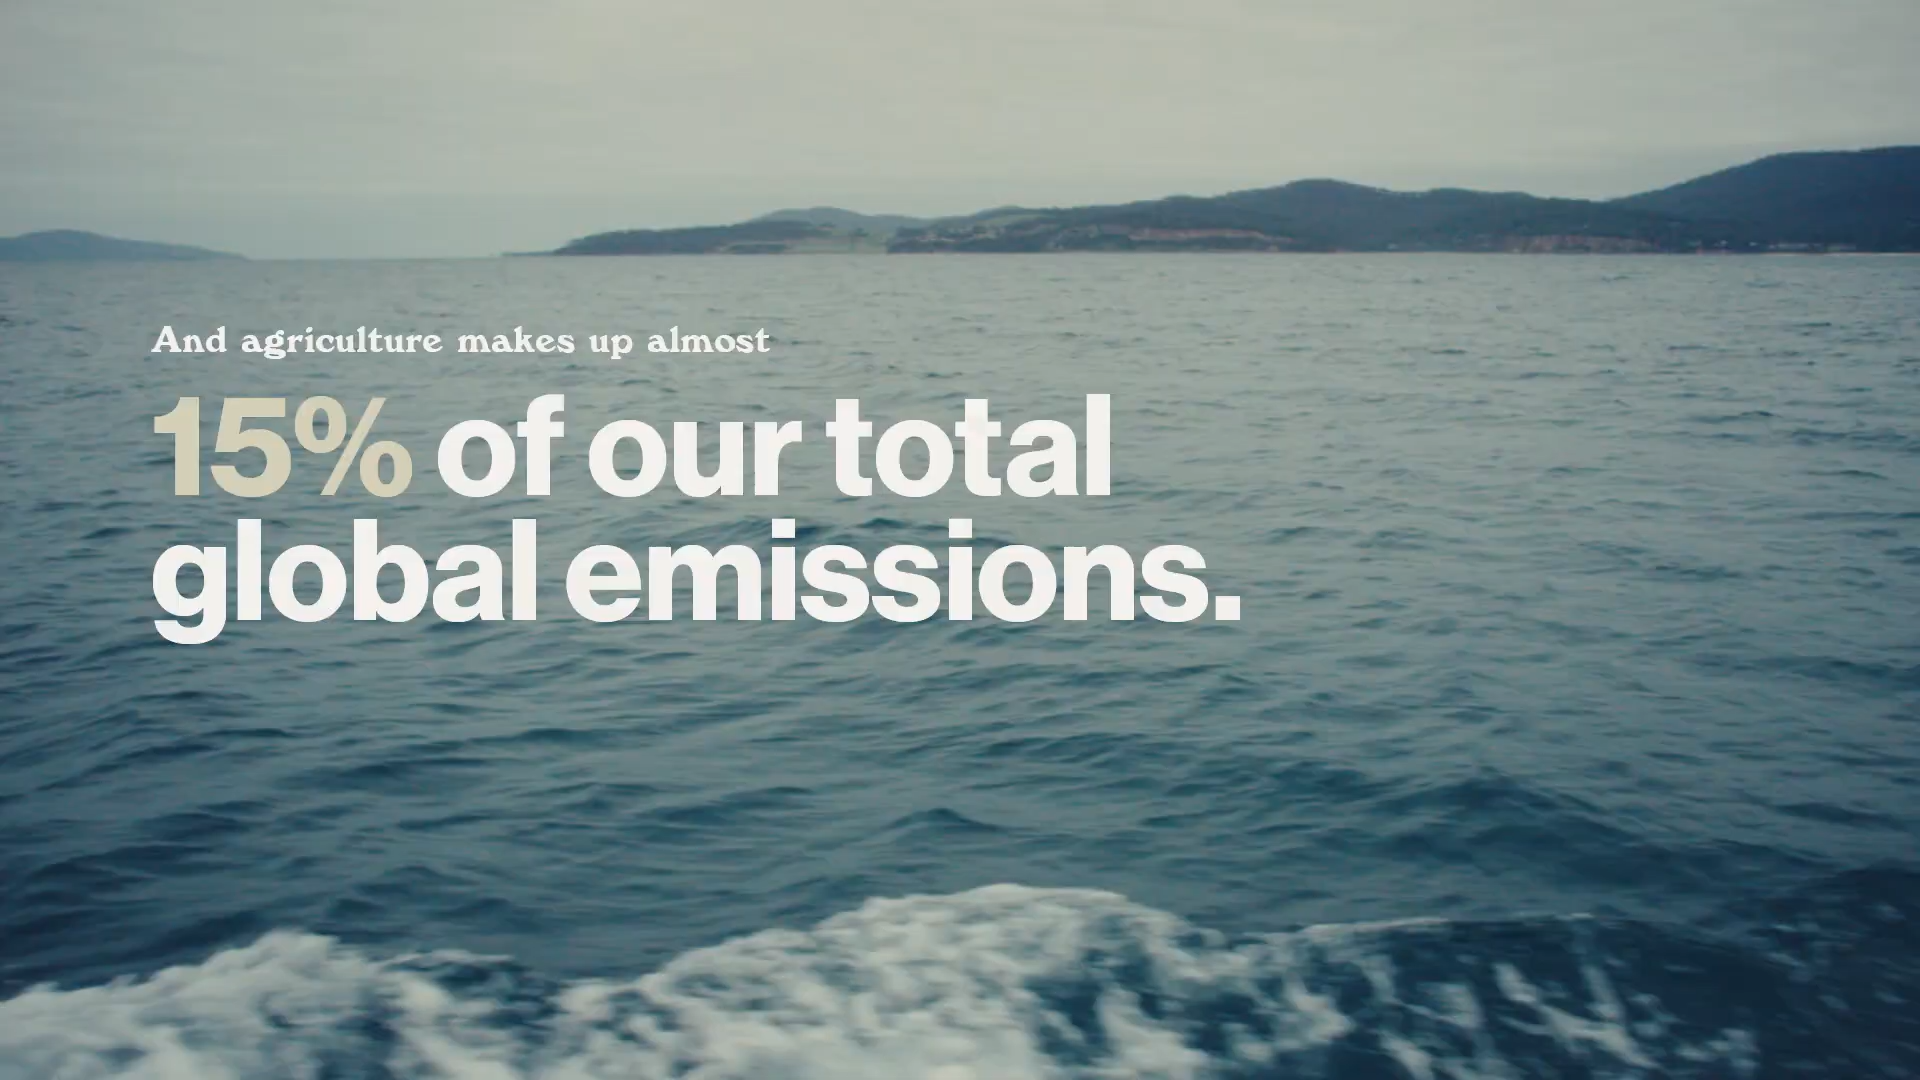 And agriculture makes up almost
15% of our total
global emissions.